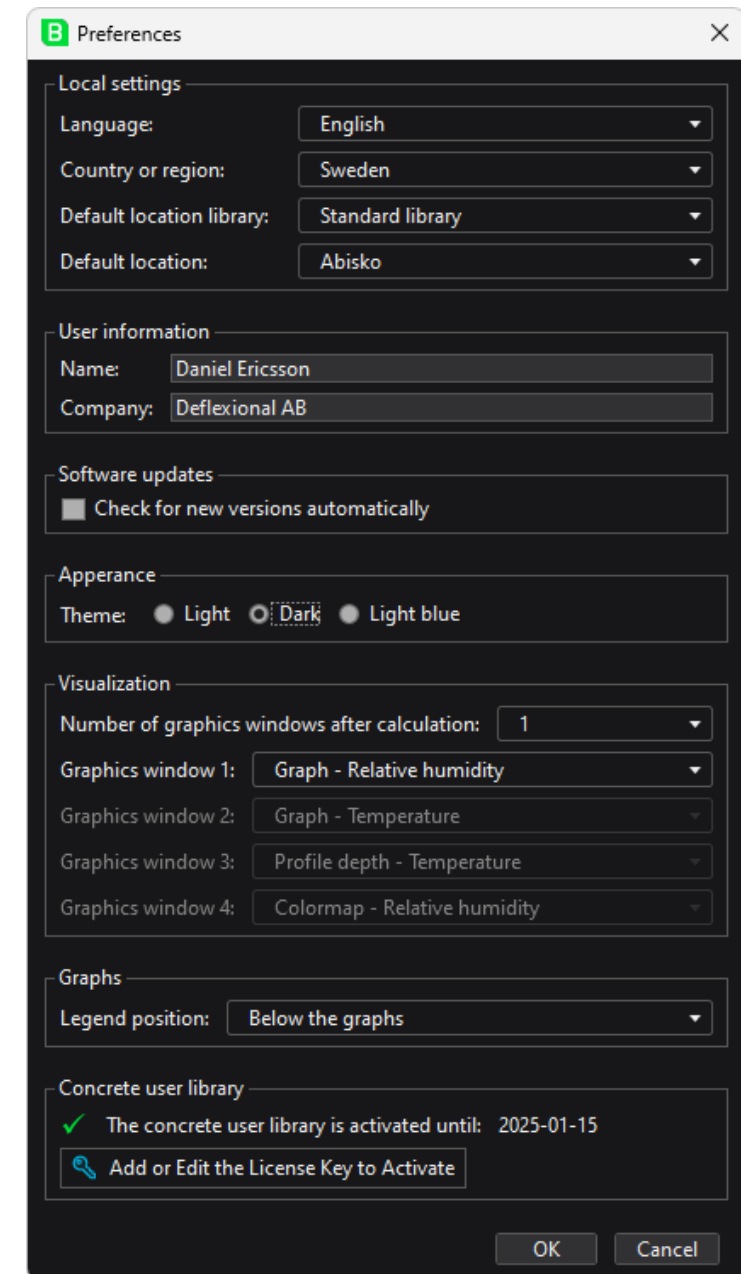 B Preferences
Local settings
Language: English
Country or region: Sweden
Default location library: Standard library
Default location: Abisko
User information
Name: Daniel Ericsson
Company: Deflexional AB
Software updates
Check for new versions automatically
Apperance
Theme: Light Dark Light blue
Visualization
Number of graphics windows after calculation: 1
Graphics window 1: Graph - Relative humidity
Graphics window 2: Graph - Temperature
Graphics window 3: Profile depth - Temperature
Graphics window 4: Colormap - Relative humidity
Graphs
Legend position: Below the graphs
Concrete user library
The concrete user library is activated until: 2025-01-15
Add or Edit the License Key to Activate
OK Cancel